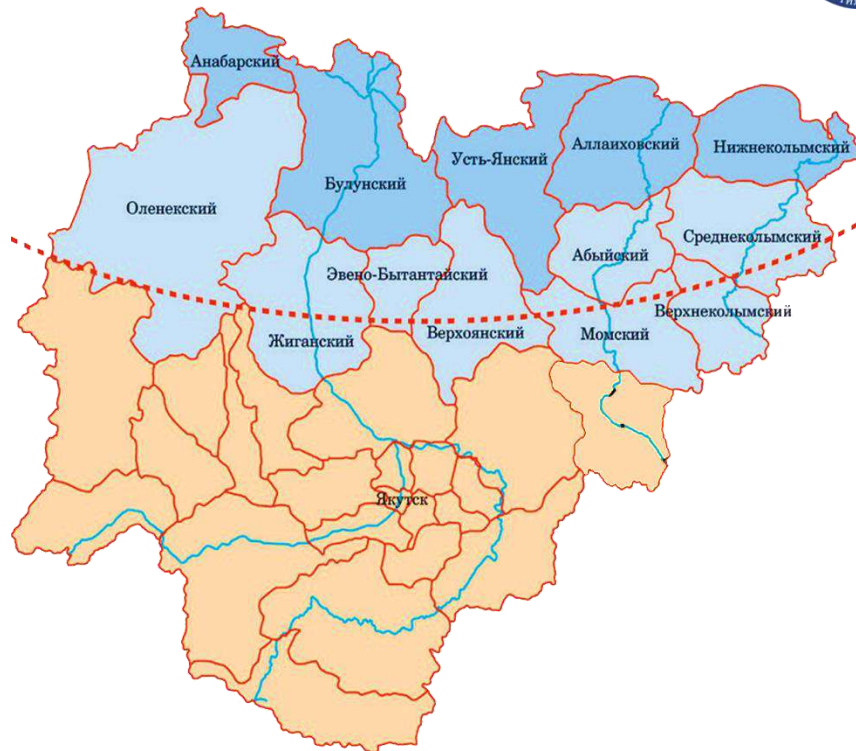 Анабарский
Булунский
Усть-Янский
Аллаиховский
Нижнеколымский
Оленекский
Эвено-Бытантайский
Абыйский
Среднеколымский
Жиганский
Верхоянский
Момский
Верхнеколымский
Якутск